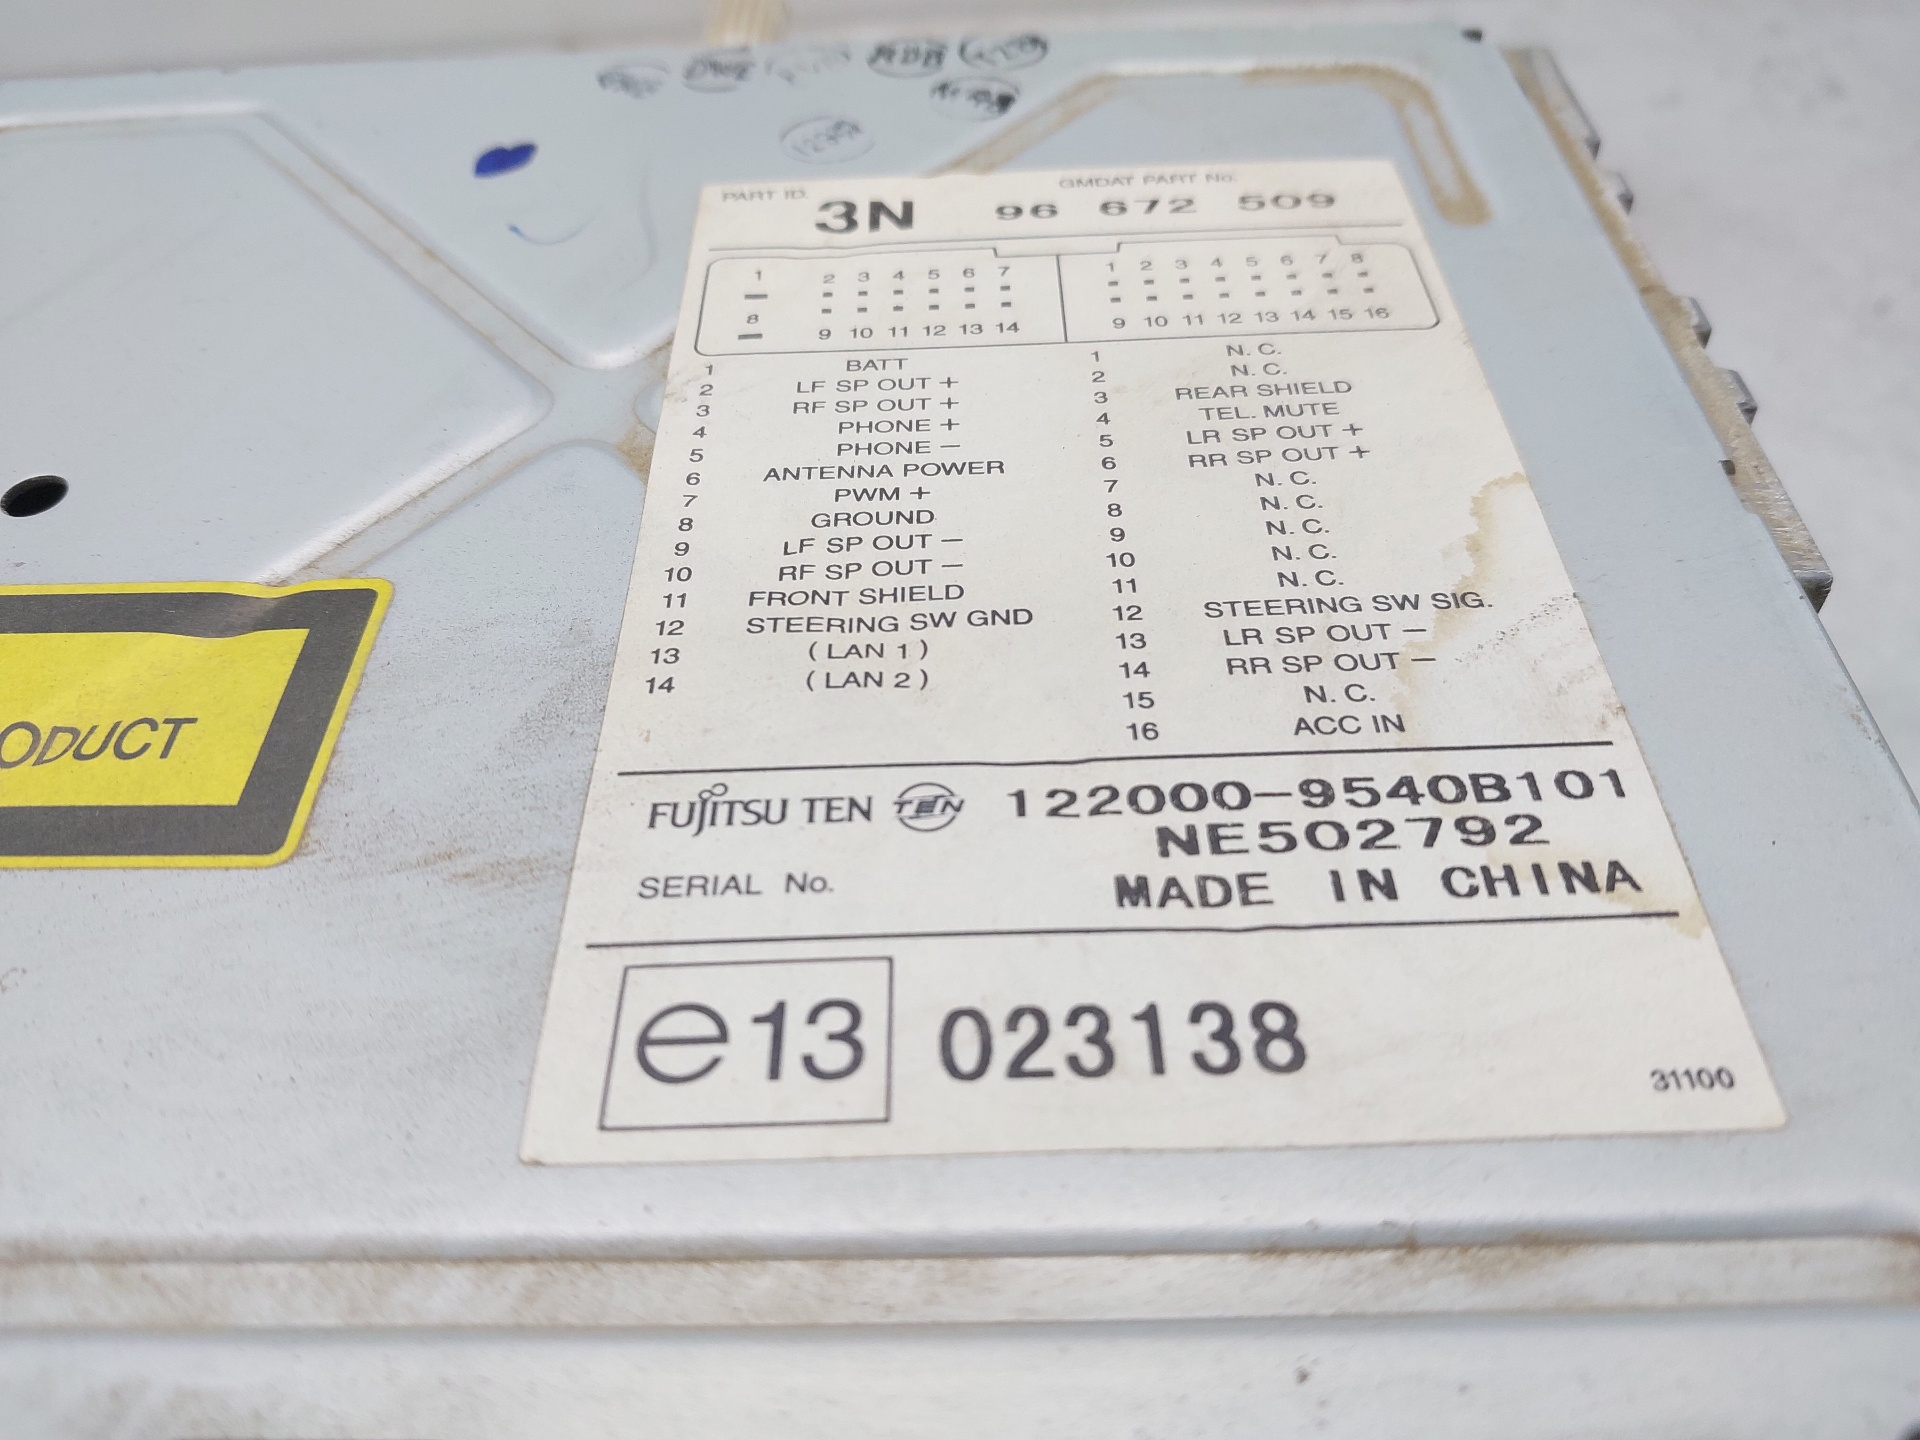 PART ID. 3N GMDAT PART No. 96 672 509
1 2 3 4 5 6 7
8 9 10 11 12 13 14
1 2 3 4 5 6 7 8
9 10 11 12 13 14 15 16
1 BATT
2 LF SP OUT +
3 RF SP OUT +
4 PHONE +
5 PHONE −
6 ANTENNA POWER
7 PWM +
8 GROUND
9 LF SP OUT −
10 RF SP OUT −
11 FRONT SHIELD
12 STEERING SW GND
13 ( LAN 1 )
14 ( LAN 2 )
1 N. C.
2 N. C.
3 REAR SHIELD
4 TEL. MUTE
5 LR SP OUT +
6 RR SP OUT +
7 N. C.
8 N. C.
9 N. C.
10 N. C.
11 N. C.
12 STEERING SW SIG.
13 LR SP OUT −
14 RR SP OUT −
15 N. C.
16 ACC IN
FUJITSU TEN TEN 122000-9540B101
NE502792
SERIAL No. MADE IN CHINA
e13 023138
31100
ODUCT